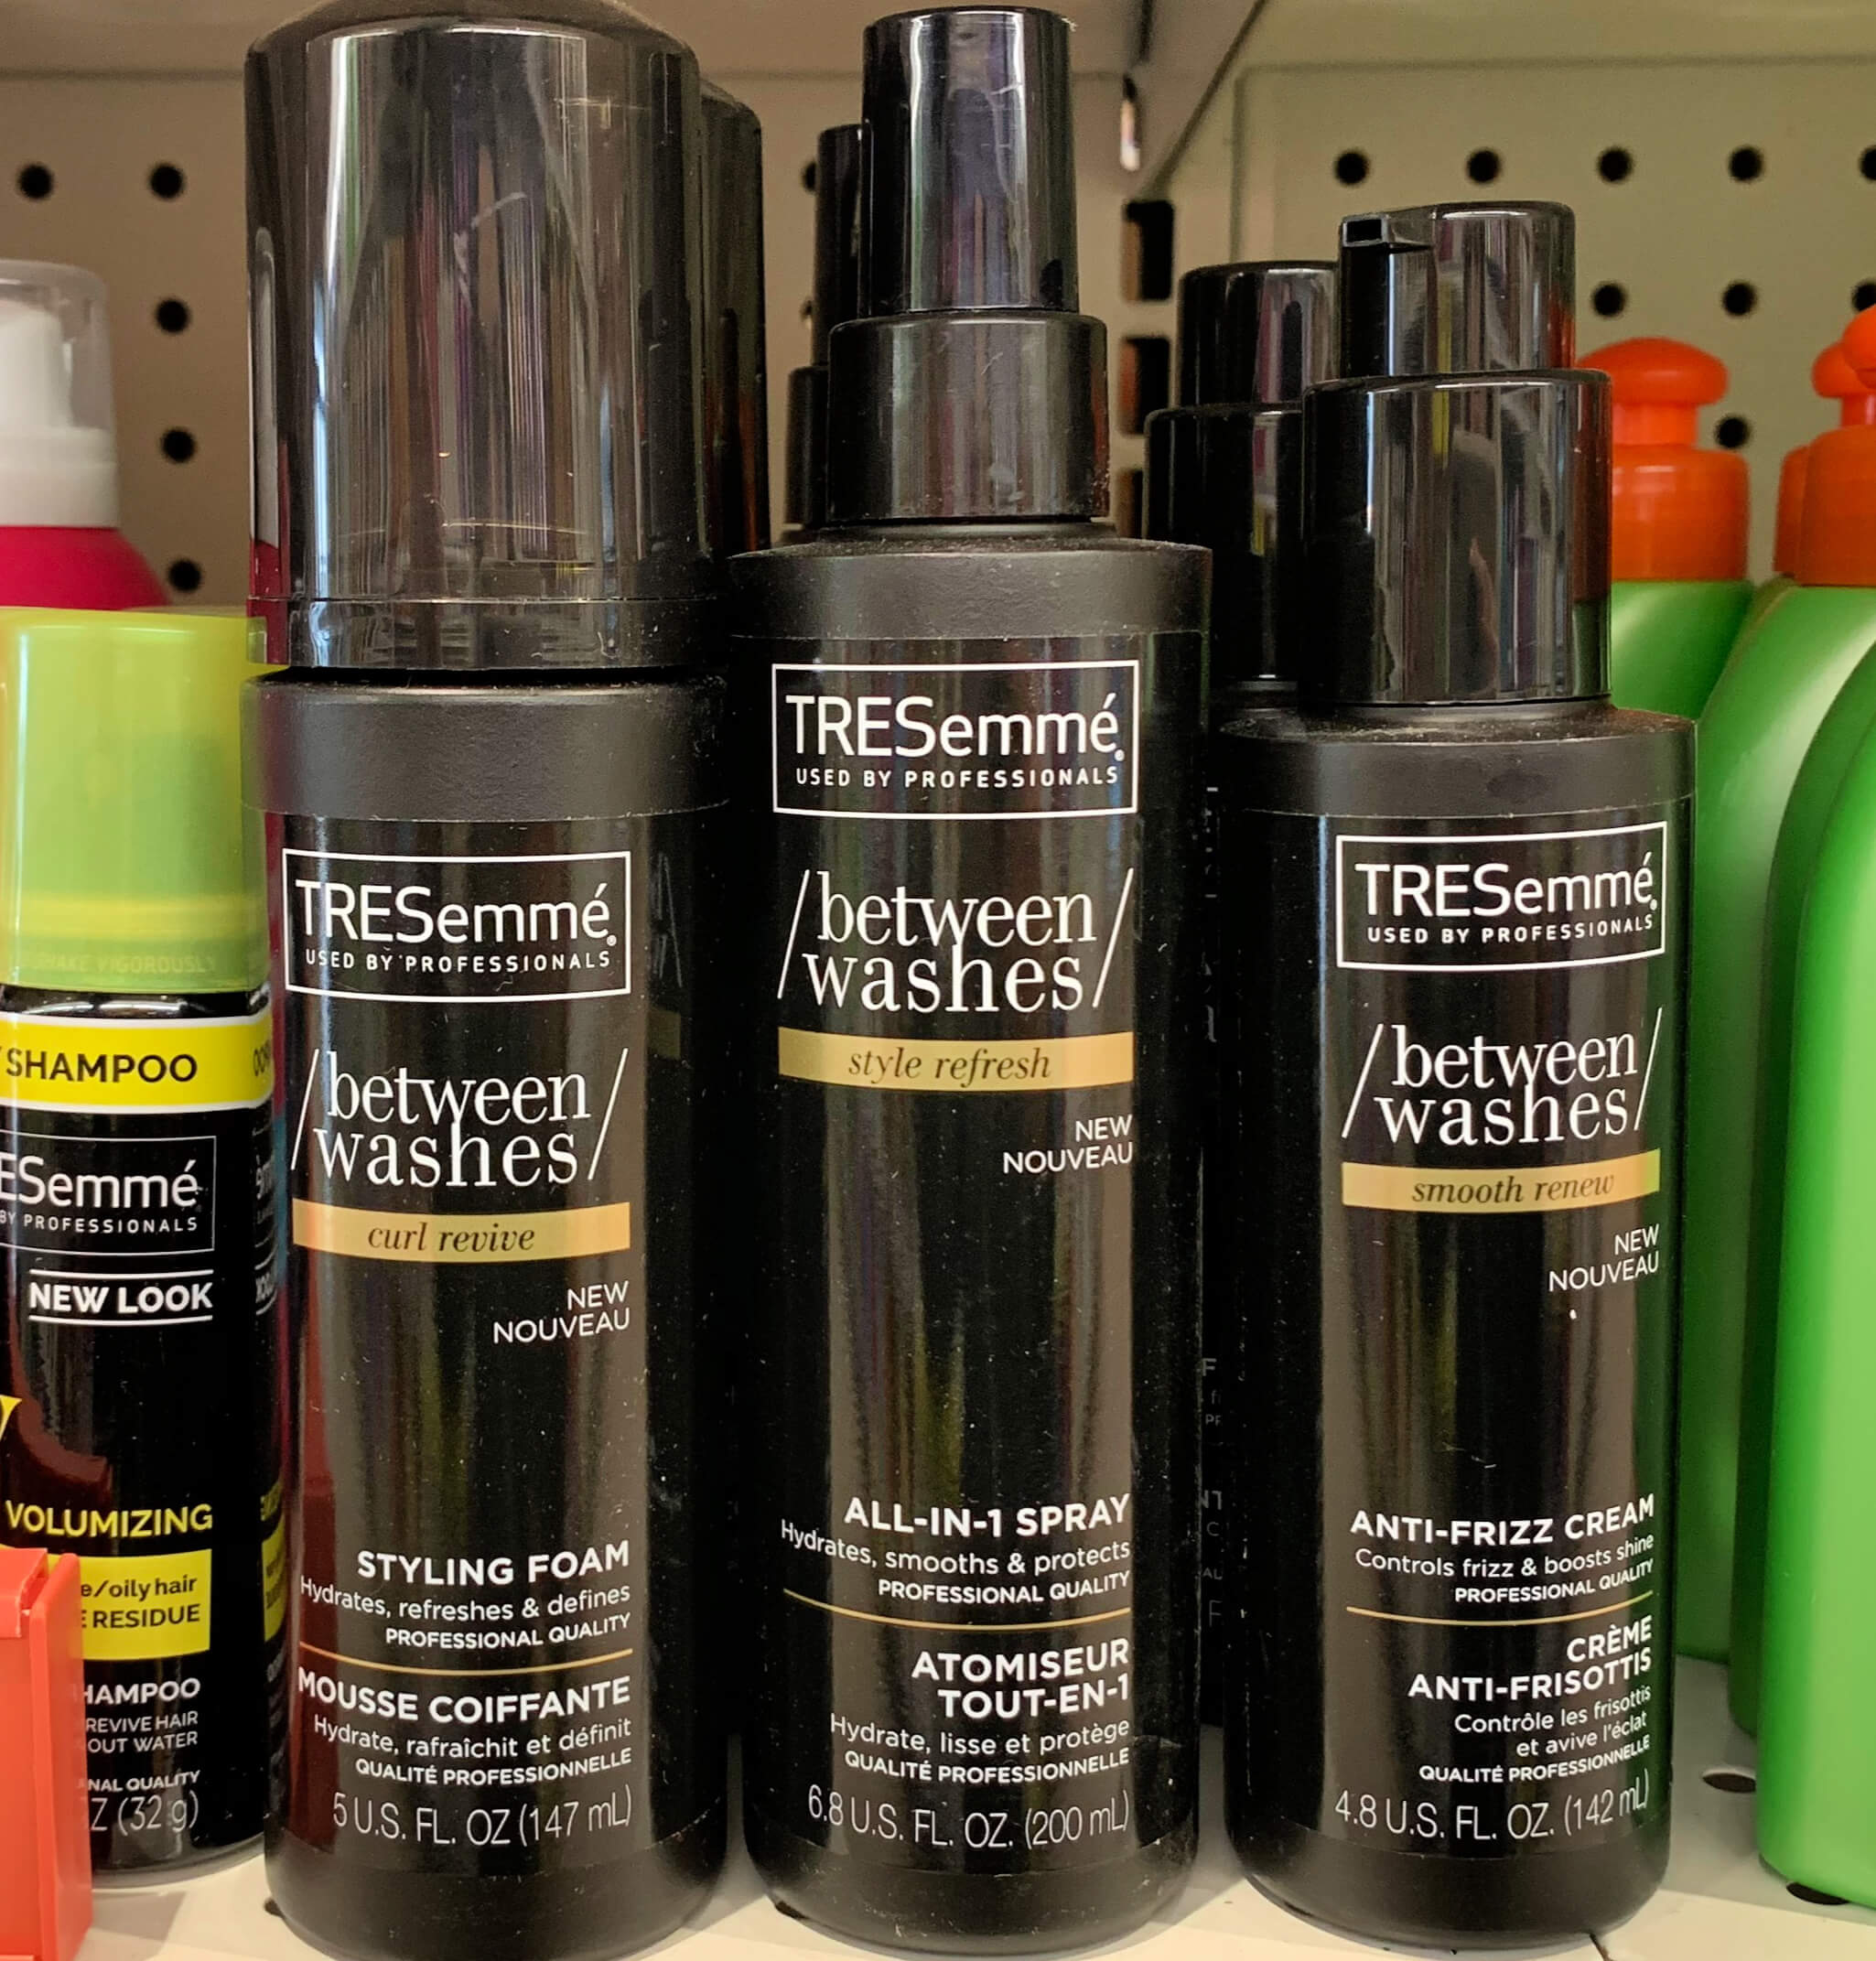 TRESemmé
USED BY PROFESSIONALS
/between
washes/
curl revive
NEW
NOUVEAU
STYLING FOAM
Hydrates, refreshes & defines
PROFESSIONAL QUALITY
MOUSSE COIFFANTE
Hydrate, rafraîchit et définit
QUALITÉ PROFESSIONNELLE
5 U.S. FL. OZ (147 mL)
TRESemmé®
USED BY PROFESSIONALS
/between
washes/
style refresh
NEW
NOUVEAU
ALL-IN-1 SPRAY
Hydrates, smooths & protects
PROFESSIONAL QUALITY
ATOMISEUR
TOUT-EN-1
Hydrate, lisse et protège
QUALITÉ PROFESSIONNELLE
6.8 U.S. FL. OZ. (200 mL)
TRESemmé
USED BY PROFESSIONALS
/between
washes/
smooth renew
NEW
NOUVEAU
ANTI-FRIZZ CREAM
Controls frizz & boosts shine
PROFESSIONAL QUALITY
CRÈME
ANTI-FRISOTTIS
Contrôle les frisottis
et avive l'éclat
QUALITÉ PROFESSIONNELLE
4.8 U.S. FL. OZ. (142 mL)
SHAKE VIGOROUSLY
SHAMPOO
ESemmé
BY PROFESSIONALS
NEW LOOK
VOLUMIZING
e/oily hair
RESIDUE
HAMPOO
REVIVE HAIR
OUT WATER
NAL QUALITY
Z (32 g)